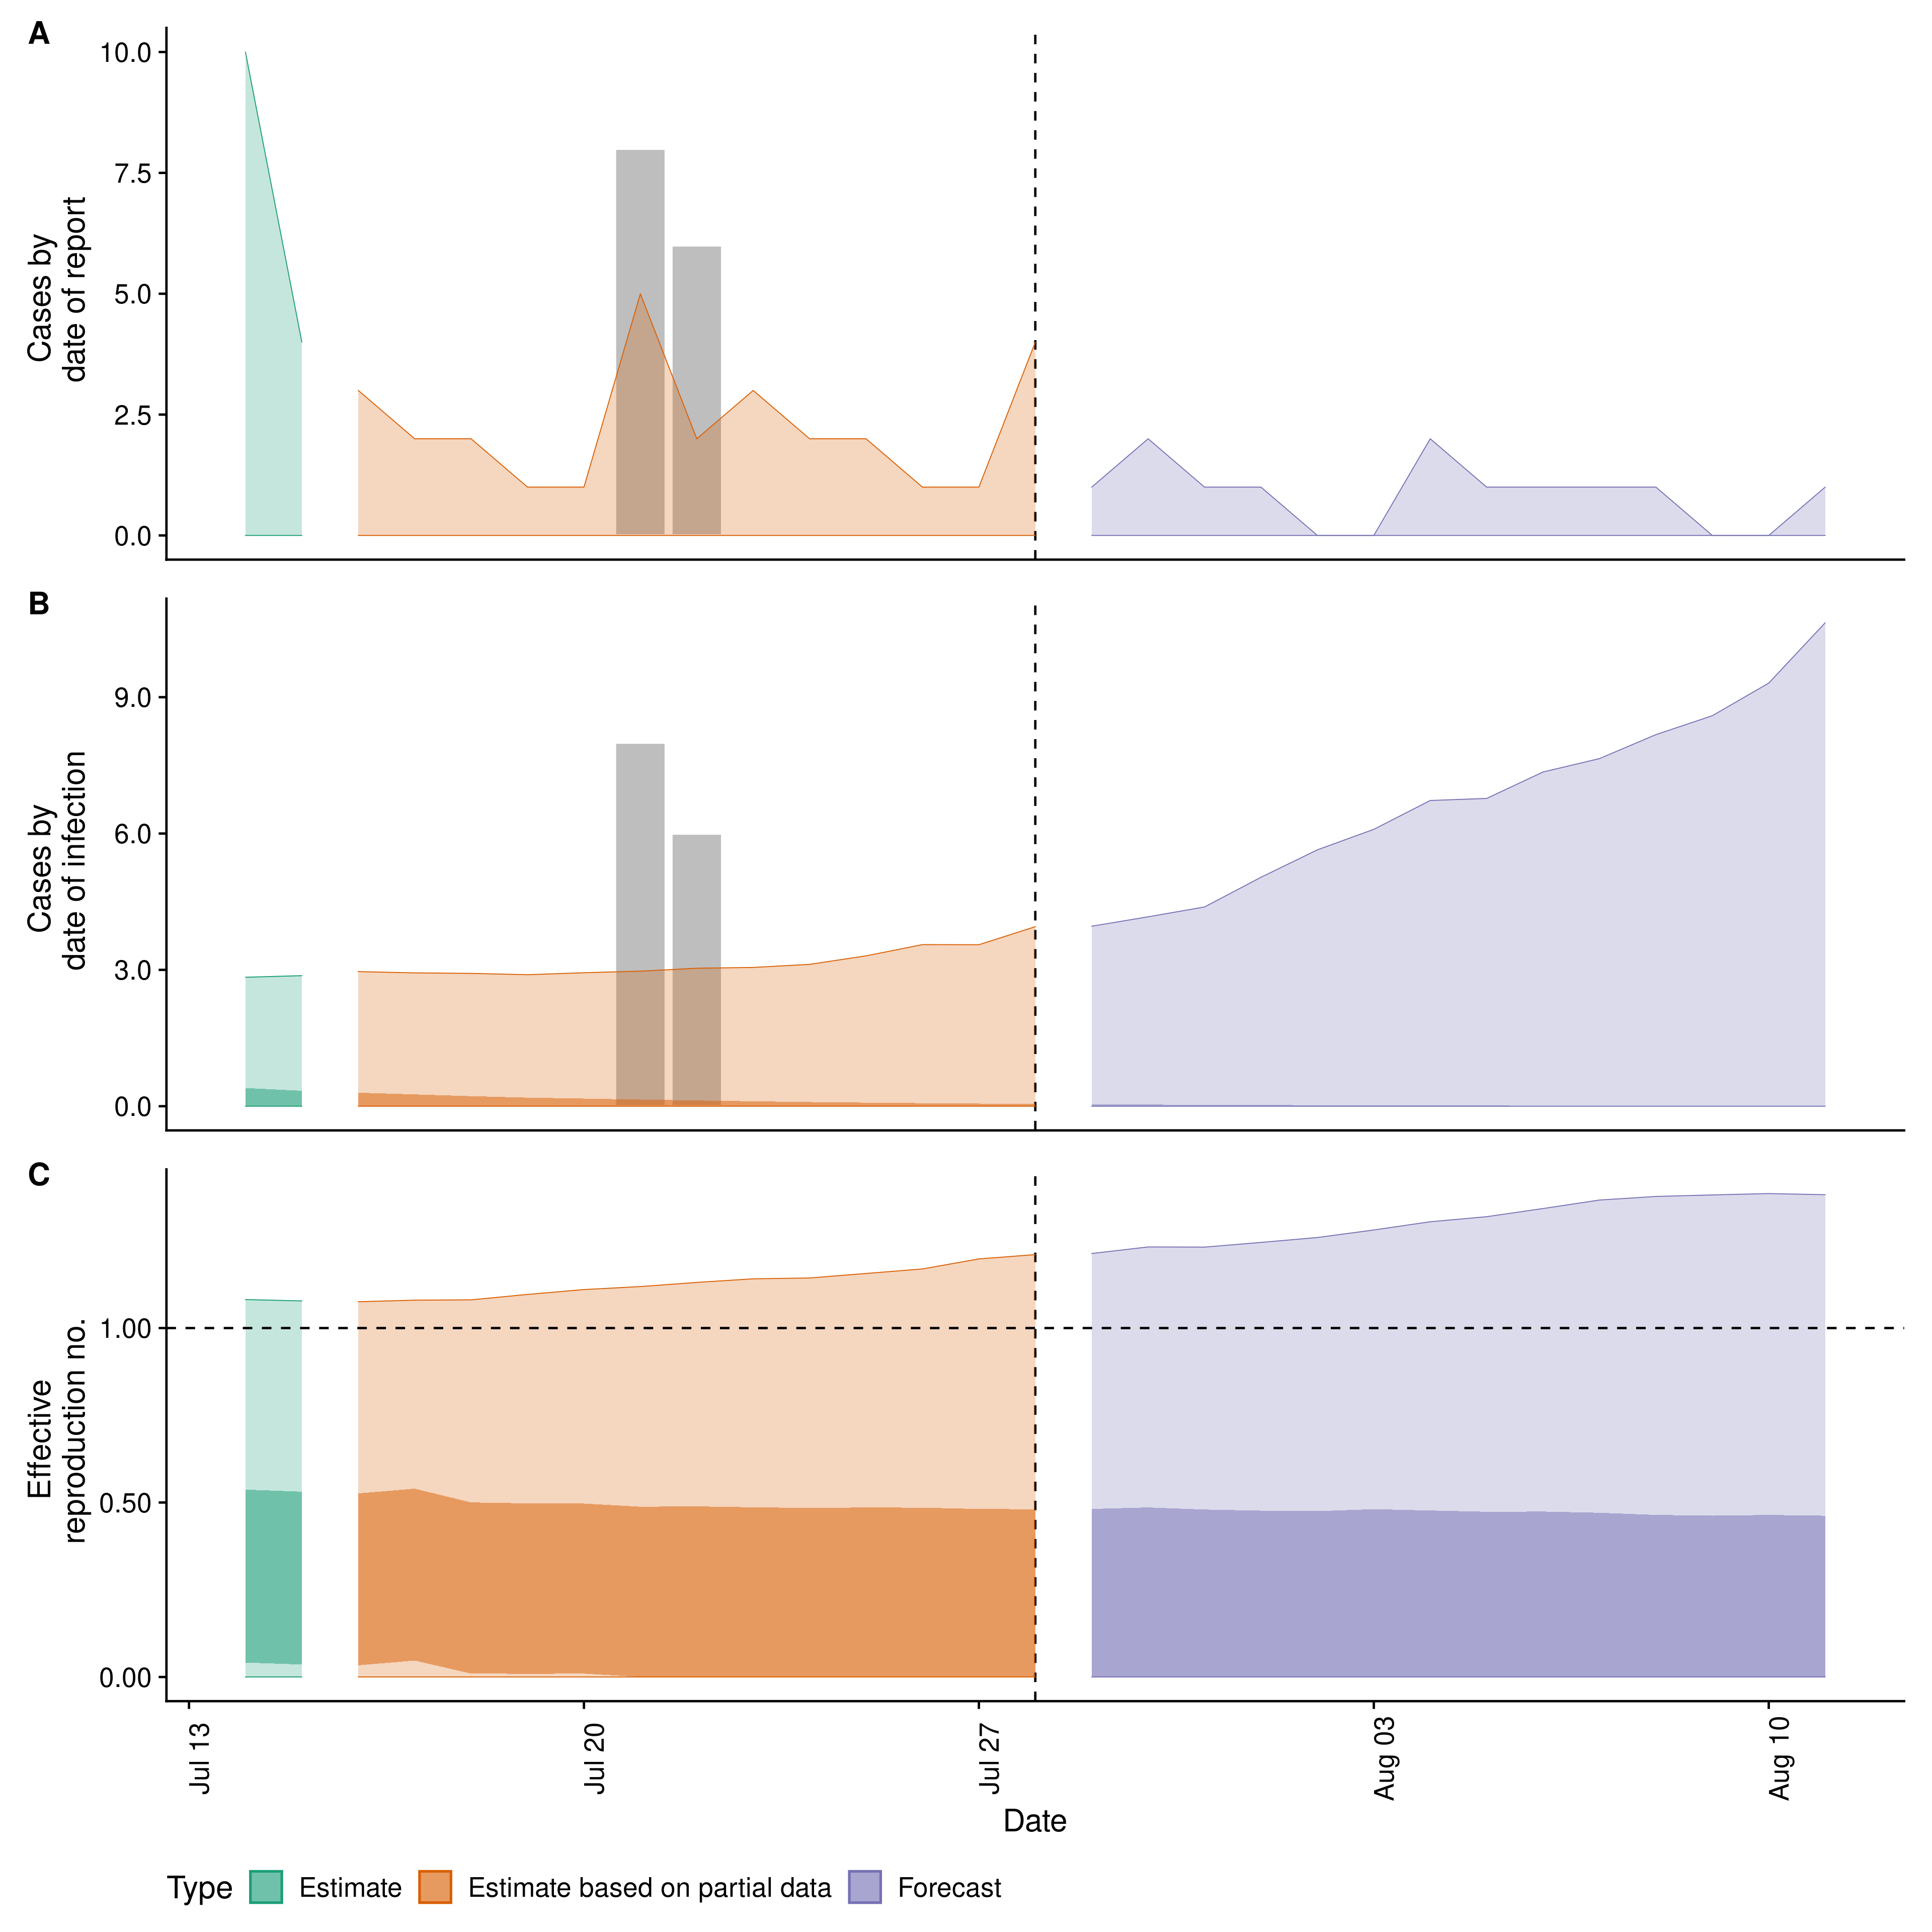 A
Cases by
date of report
10.0
7.5
5.0
2.5
0.0
B
Cases by
date of infection
9.0
6.0
3.0
0.0
C
Effective
reproduction no.
1.00
0.50
0.00
Jul 13
Jul 20
Jul 27
Aug 03
Aug 10
Date
Type Estimate Estimate based on partial data Forecast